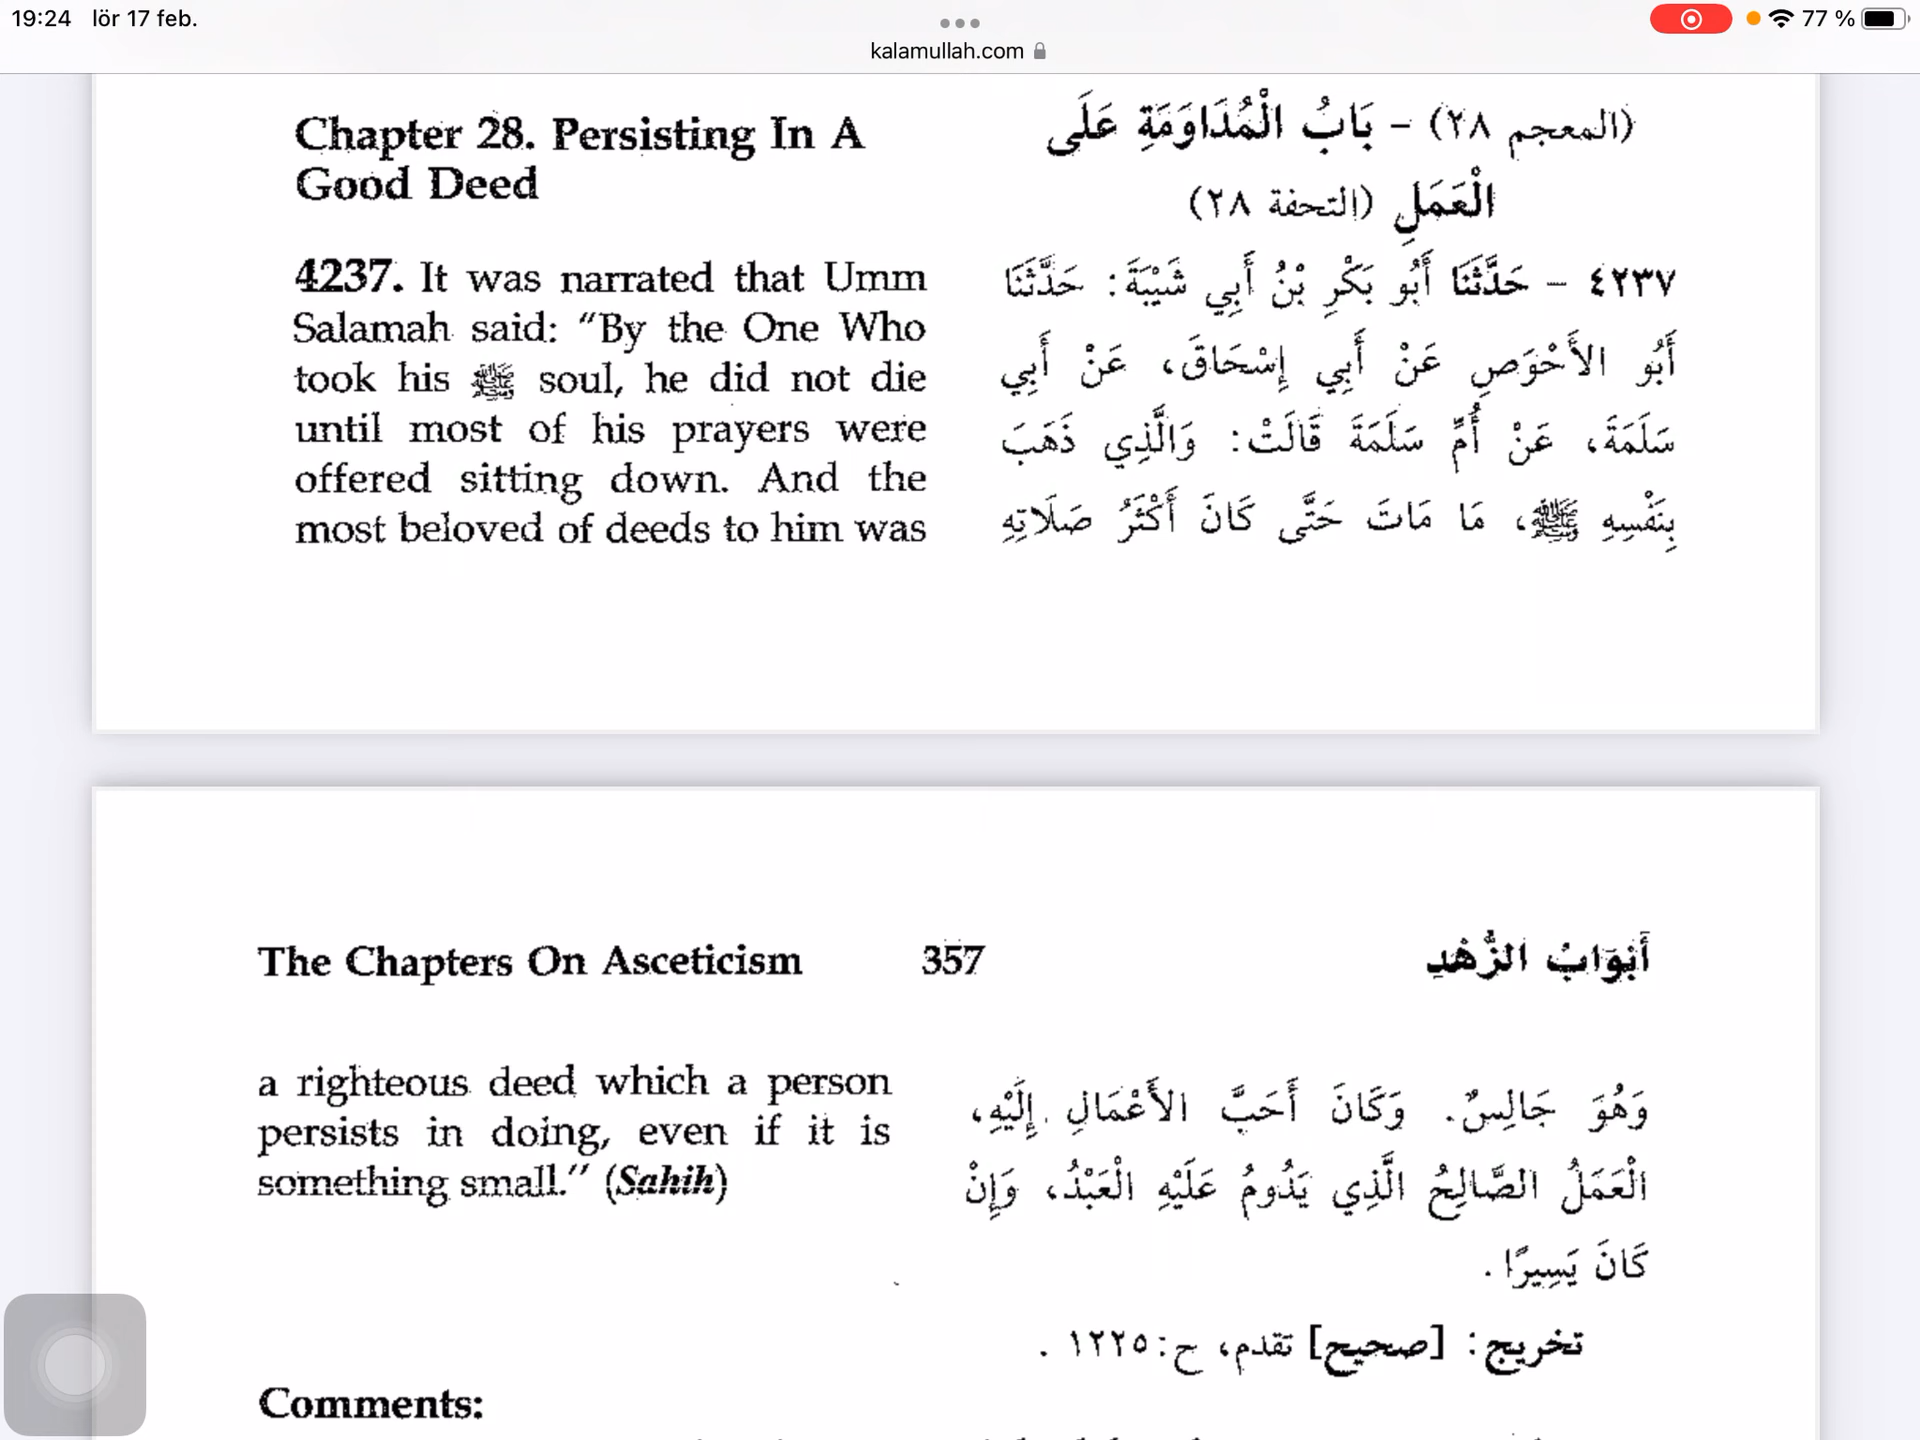 19:24 lör 17 feb.
77 %
kalamullah.com
Chapter 28. Persisting In A
Good Deed
4237. It was narrated that Umm
Salamah said: “By the One Who
took his ﷺ soul, he did not die
until most of his prayers were
offered sitting down. And the
most beloved of deeds to him was
(المعجم ٢٨) - بَابُ الْمُدَاوَمَةِ عَلَى
الْعَمَلِ (التحفة ٢٨)
٤٢٣٧ - حَدَّثَنَا أَبُو بَكْرِ بْنُ أَبِي شَيْبَةَ: حَدَّثَنَا
أَبُو الأَحْوَصِ عَنْ أَبِي إِسْحَاقَ، عَنْ أَبِي
سَلَمَةَ، عَنْ أُمِّ سَلَمَةَ قَالَتْ: وَالَّذِي ذَهَبَ
بِنَفْسِهِ ﷺ، مَا مَاتَ حَتَّى كَانَ أَكْثَرُ صَلَاتِهِ
The Chapters On Asceticism 357 أَبْوَابُ الزُّهْدِ
a righteous deed which a person
persists in doing, even if it is
something small.” (Sahih)
وَهُوَ جَالِسٌ. وَكَانَ أَحَبَّ الأَعْمَالِ إِلَيْهِ،
الْعَمَلُ الصَّالِحُ الَّذِي يَدُومُ عَلَيْهِ الْعَبْدُ، وَإِنْ
كَانَ يَسِيرًا.
تخريج: [صحيح] تقدم، ح: ١٢٢٥.
Comments: